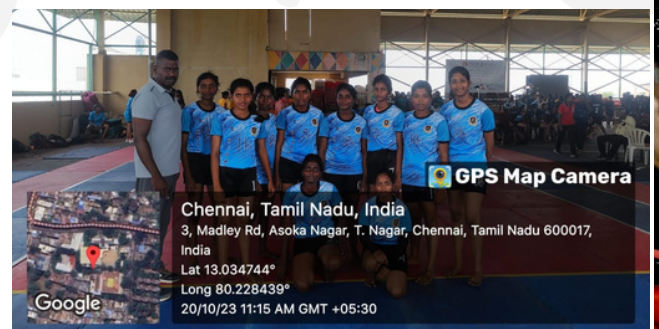 GPS Map Camera
Chennai, Tamil Nadu, India
3, Madley Rd, Asoka Nagar, T. Nagar, Chennai, Tamil Nadu 600017,
India
Lat 13.034744°
Long 80.228439°
20/10/23 11:15 AM GMT +05:30
Google